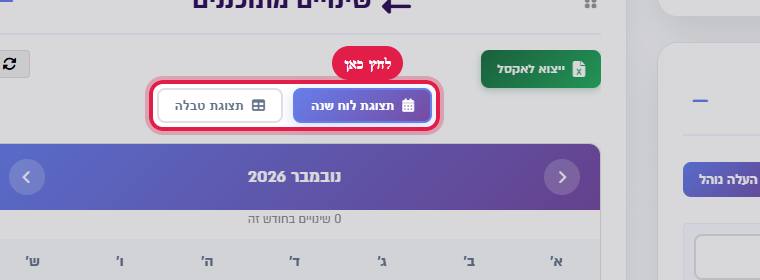 שינויים מתוכננים
לחץ כאן
ייצוא לאקסל
תצוגת לוח שנה
תצוגת טבלה
נובמבר 2026
0 שינויים בחודש זה
א' ב' ג' ד' ה' ו' ש'
העלה נוהל